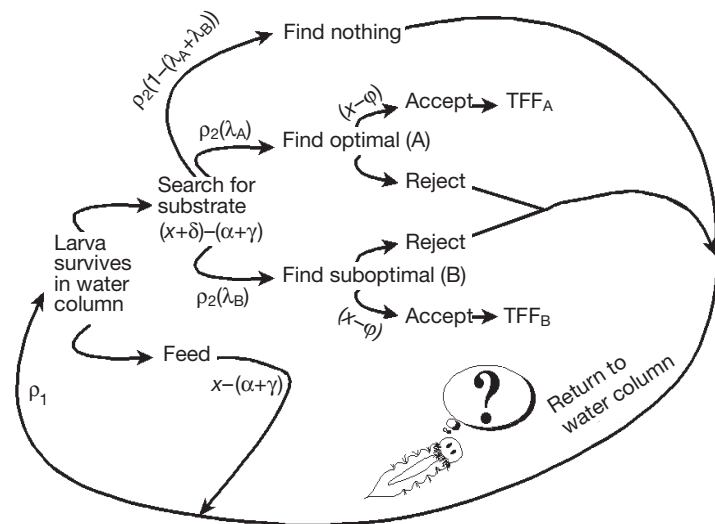 Find nothing
ρ2(1–(λA+λB))
(x–φ)
Accept
TFFA
ρ2(λA)
Find optimal (A)
Reject
Search for
substrate
(x+δ)–(α+γ)
Larva
survives
in water
column
Reject
Find suboptimal (B)
ρ2(λB)
(x–φ)
Accept
TFFB
Feed
x–(α+γ)
ρ1
?
Return to
water column